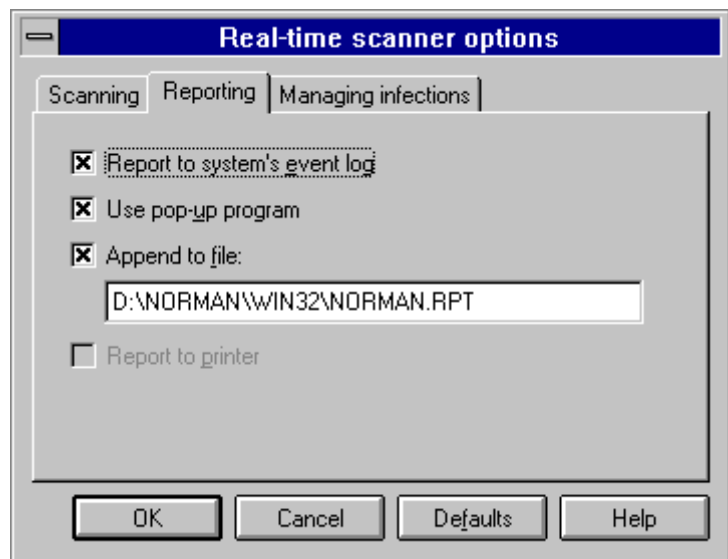 Real-time scanner options
Scanning Reporting Managing infections
Report to system's event log
Use pop-up program
Append to file:
D:\NORMAN\WIN32\NORMAN.RPT
Report to printer
OK Cancel Defaults Help